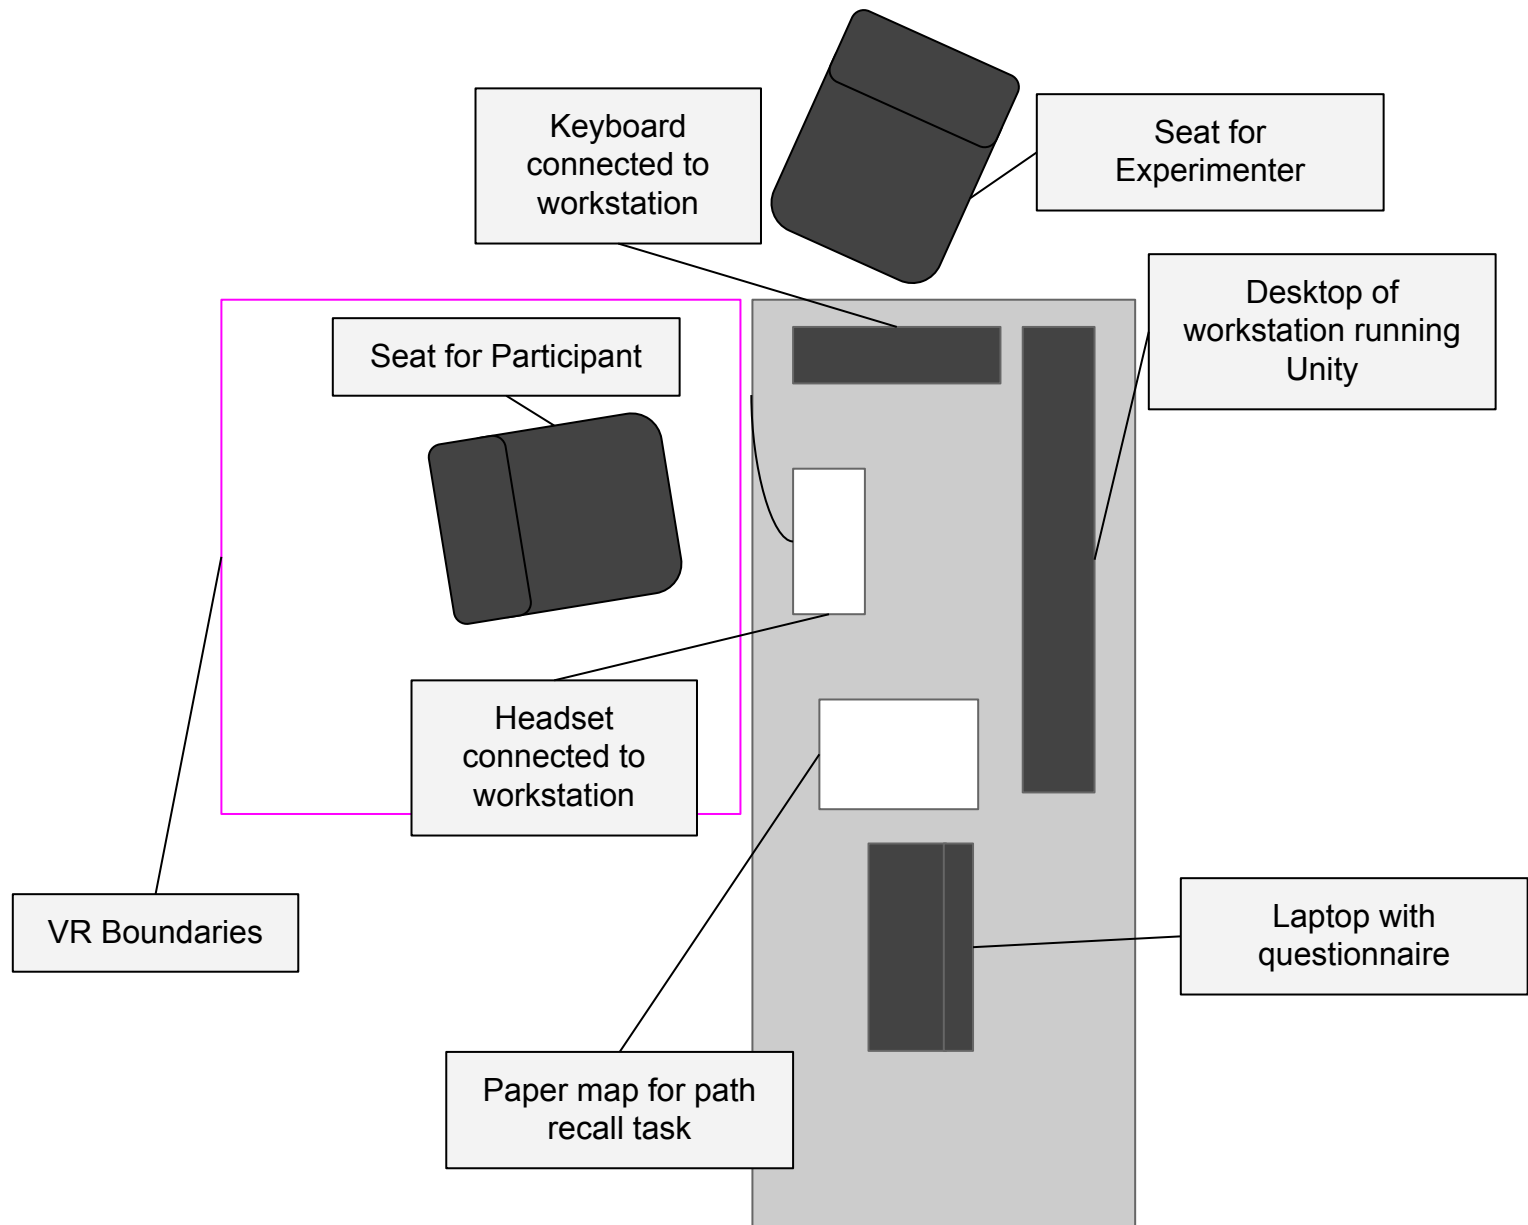 Keyboard
connected to
workstation
Seat for
Experimenter
Desktop of
workstation running
Unity
Seat for Participant
Headset
connected to
workstation
VR Boundaries
Laptop with
questionnaire
Paper map for path
recall task